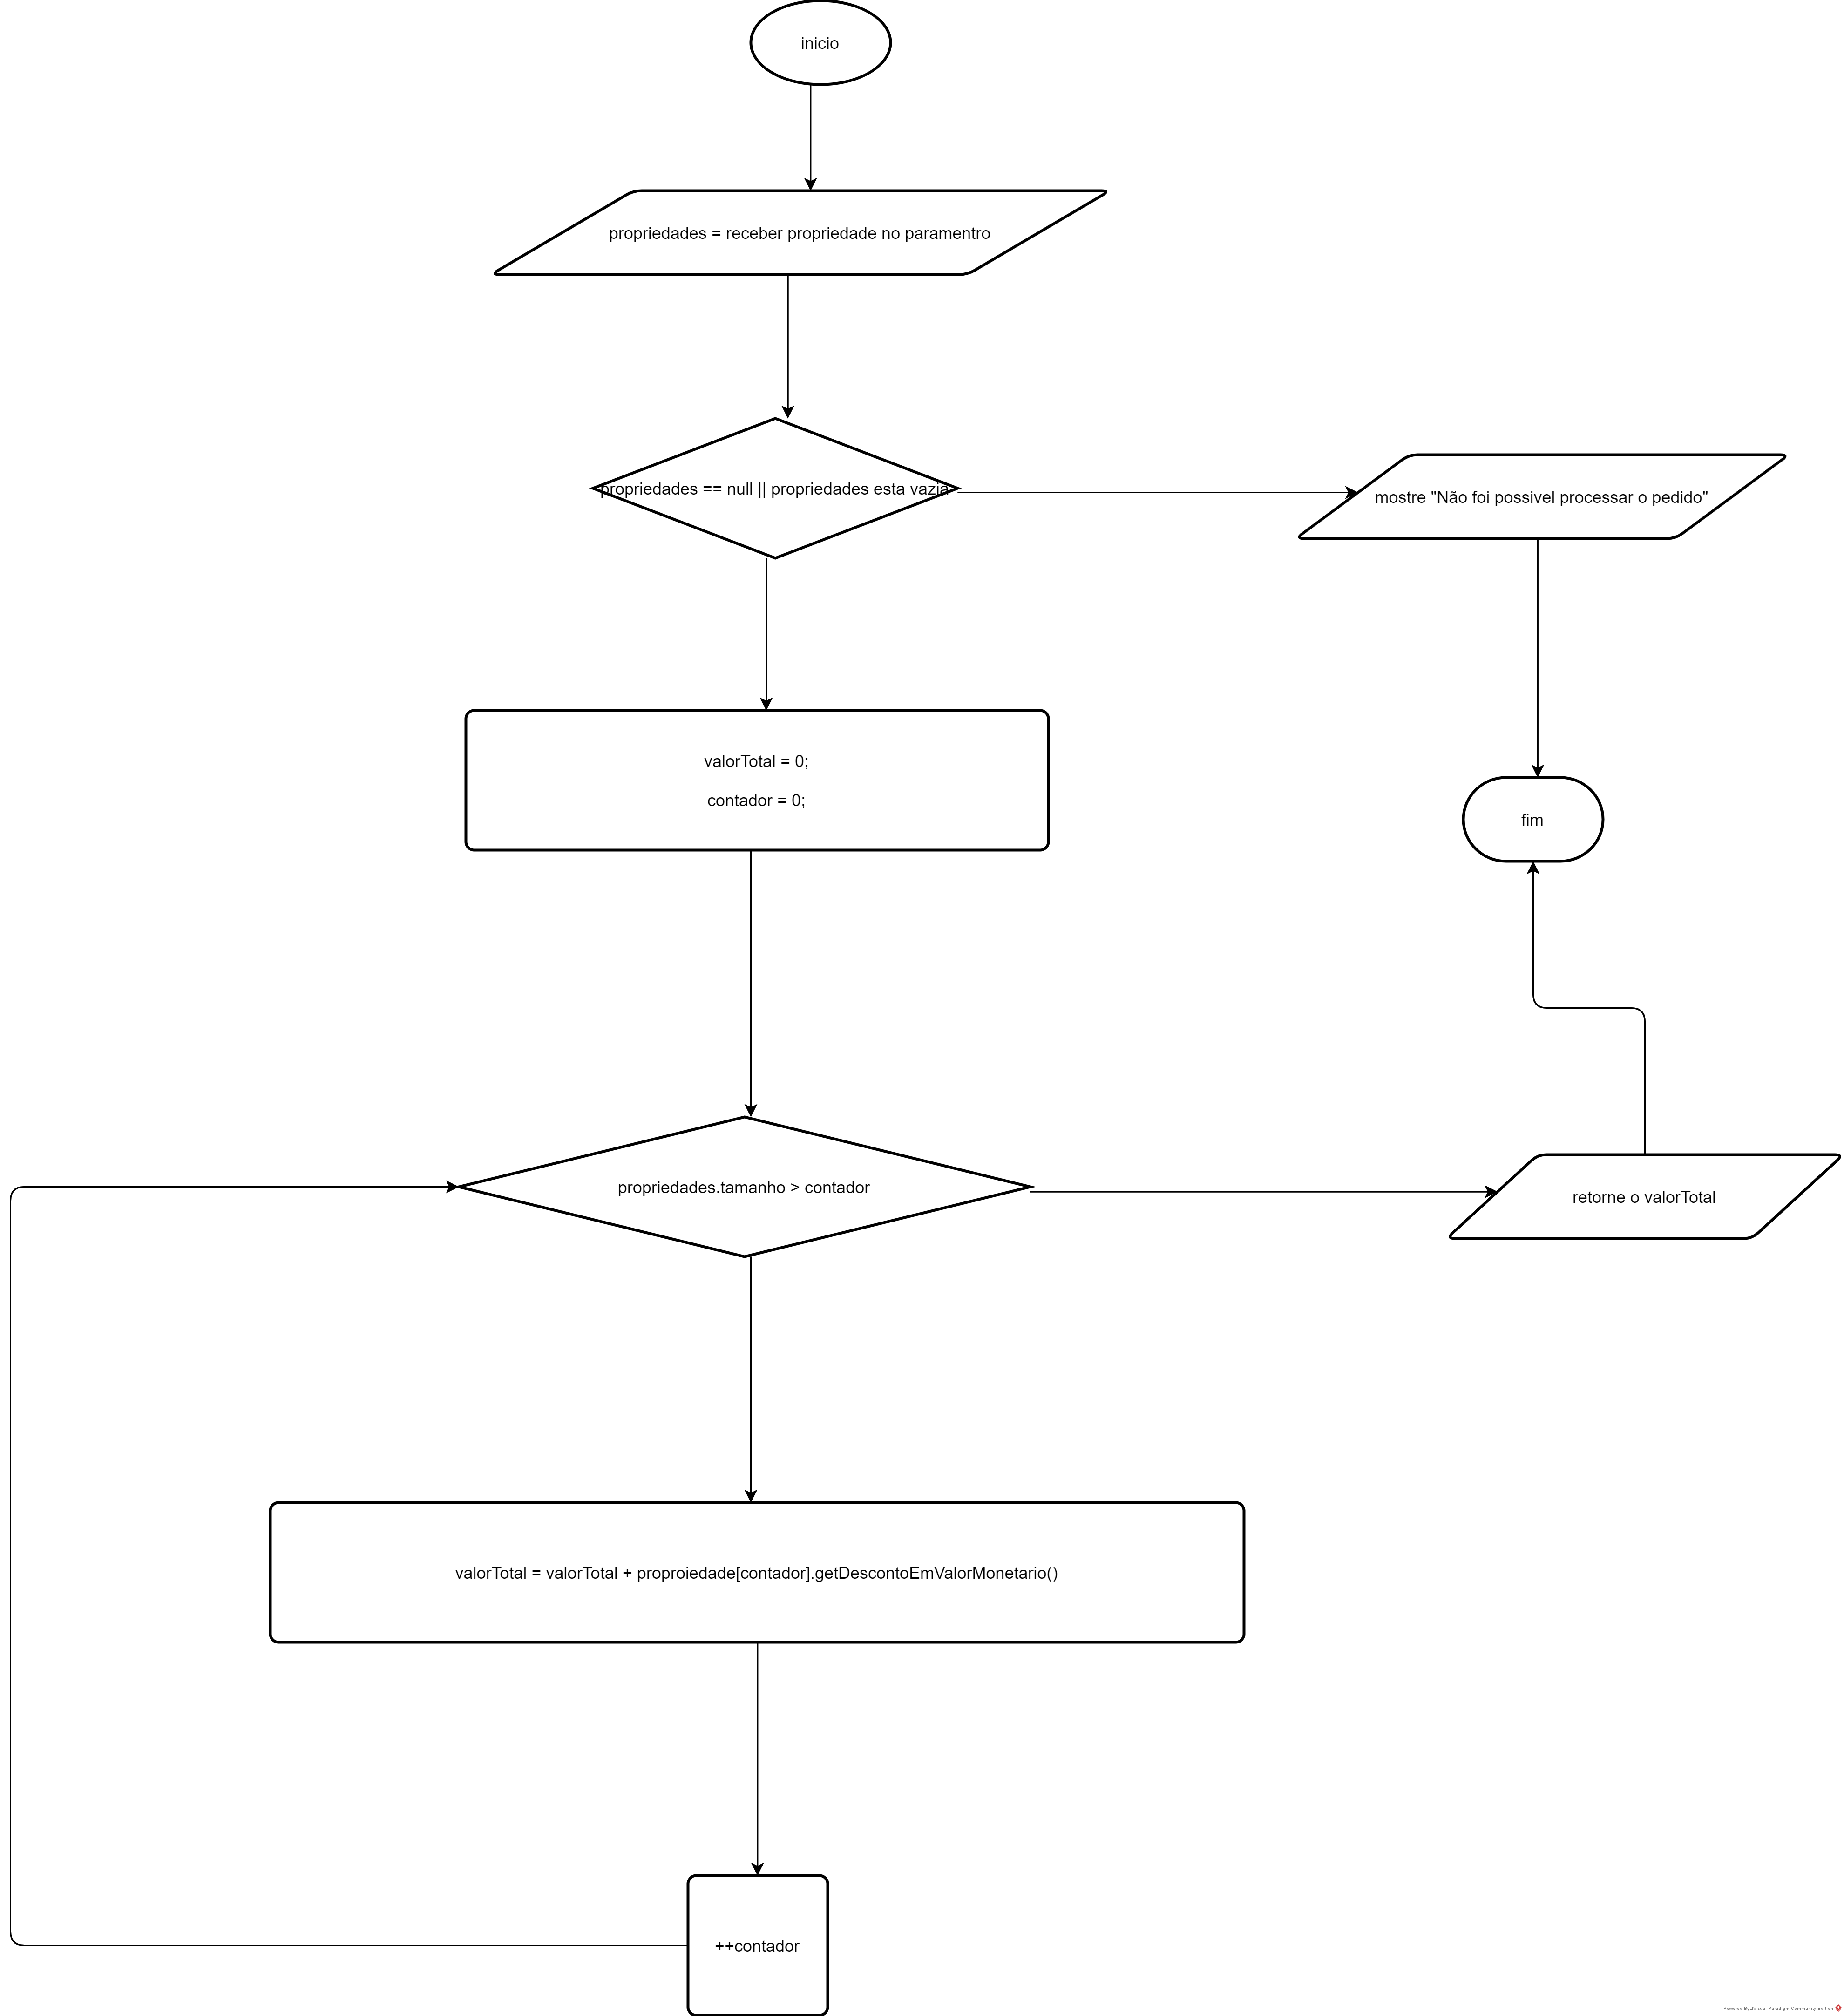 inicio
propriedades = receber propriedade no paramentro
propriedades == null || propriedades esta vazia
mostre "Não foi possivel processar o pedido"
valorTotal = 0;
contador = 0;
fim
propriedades.tamanho > contador
retorne o valorTotal
valorTotal = valorTotal + proproiedade[contador].getDescontoEmValorMonetario()
++contador
Powered By Visual Paradigm Community Edition